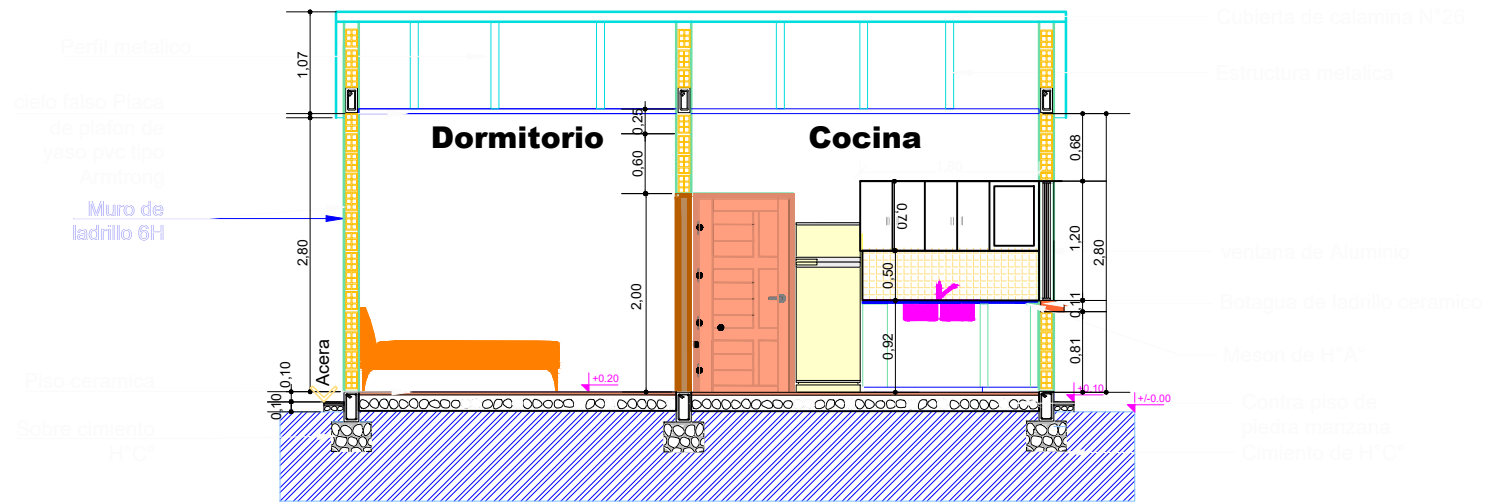 Cubierta de calamina N°26
Perfil metalico
Estructura metalica
1,07
cielo falso Placa
de plafon de
yeso pvc tipo
Armtrong
Dormitorio
Cocina
0,25
0,60
0,68
Muro de
ladrillo 6H
0,70
1,20
2,80
2,80
ventana de Aluminio
0,50
2,00
Botagua de ladrillo ceramico
0,11
0,92
0,81
Meson de H°A°
Acera
0,10
0,10
Piso ceramica
+0.20
+0.10
+/-0.00
Contra piso de
piedra manzana
Sobre cimiento
H°C°
Cimiento de H°C°